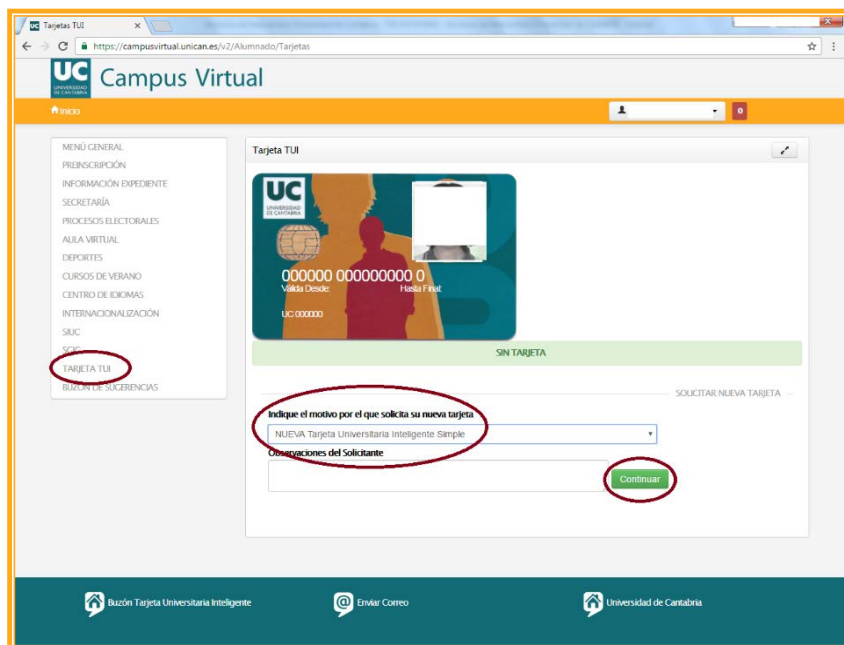 Tarjetas TUI
https://campusvirtual.unican.es/v2/Alumnado/Tarjetas
UC
UNIVERSIDAD
DE CANTABRIA
Campus Virtual
Inicio
0
MENÚ GENERAL
PREINSCRIPCIÓN
INFORMACIÓN EXPEDIENTE
SECRETARÍA
PROCESOS ELECTORALES
AULA VIRTUAL
DEPORTES
CURSOS DE VERANO
CENTRO DE IDIOMAS
INTERNACIONALIZACIÓN
SIUC
SCIC
TARJETA TUI
BUZÓN DE SUGERENCIAS
Tarjeta TUI
UC
UNIVERSIDAD
DE CANTABRIA
000000 000000000 0
Válida Desde: Hasta Final:
UC 000000
SIN TARJETA
SOLICITAR NUEVA TARJETA
Indique el motivo por el que solicita su nueva tarjeta
NUEVA Tarjeta Universitaria Inteligente Simple
Observaciones del Solicitante
Continuar
Buzón Tarjeta Universitaria Inteligente
Enviar Correo
Universidad de Cantabria